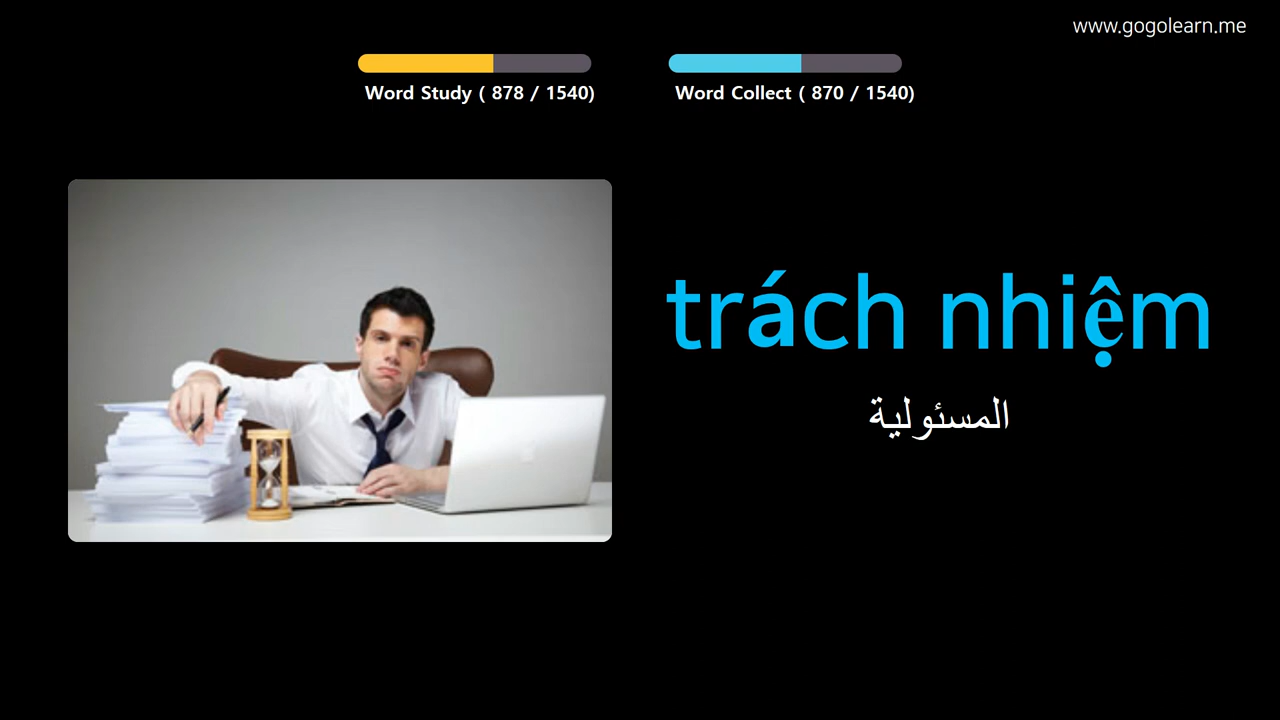 www.gogolearn.me
Word Study ( 878 / 1540)
Word Collect ( 870 / 1540)
trách nhiệm
المسئولية